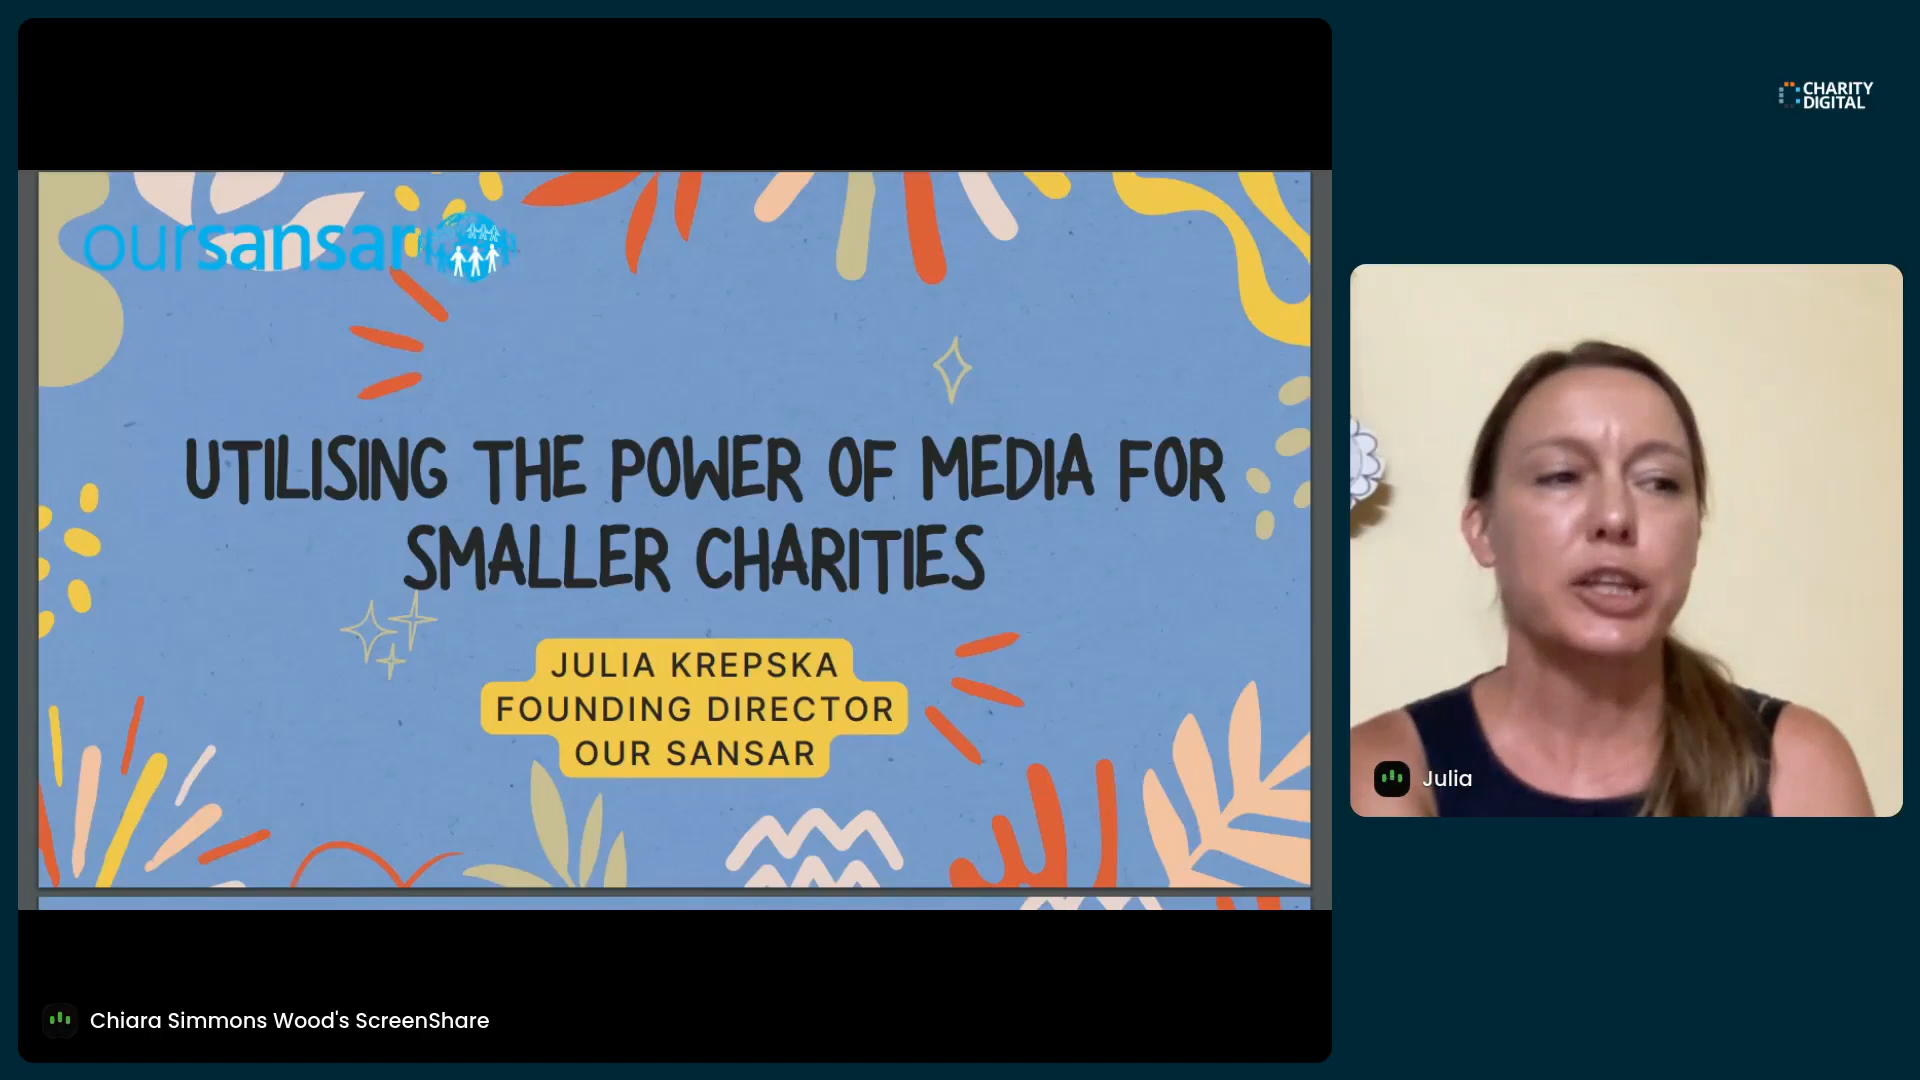 CHARITY
DIGITAL
oursansar
UTILISING THE POWER OF MEDIA FOR
SMALLER CHARITIES
JULIA KREPSKA
FOUNDING DIRECTOR
OUR SANSAR
Julia
Chiara Simmons Wood's ScreenShare